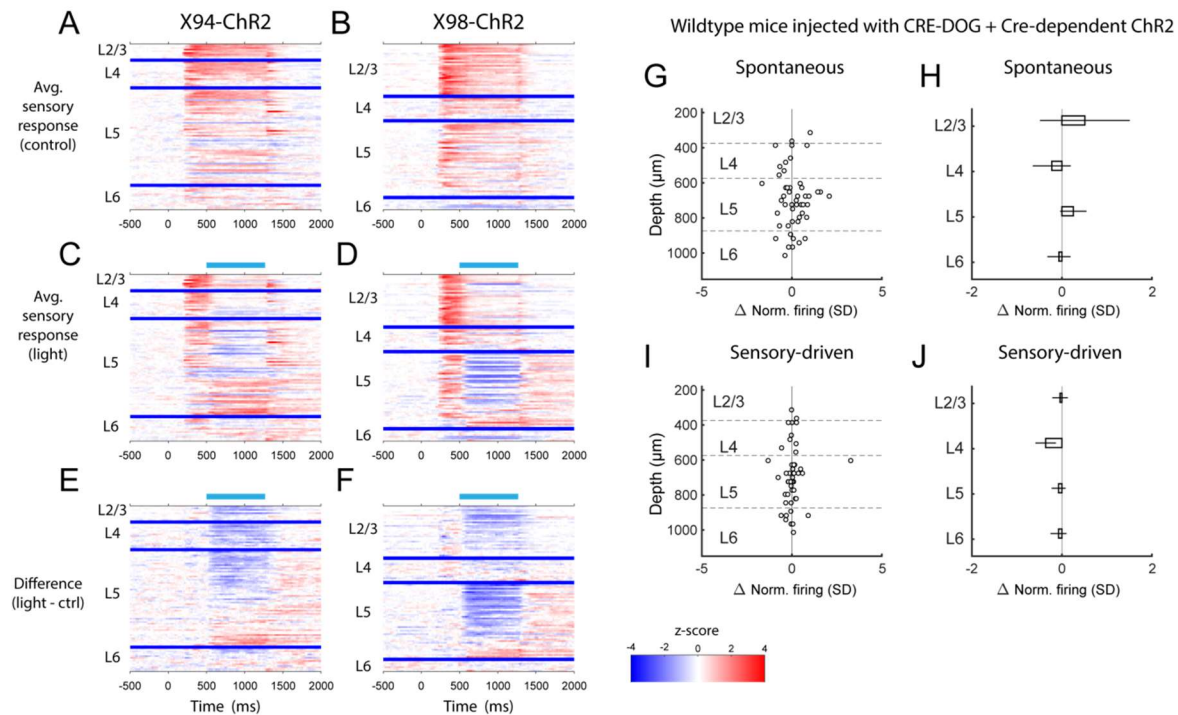 A
X94-ChR2
B
X98-ChR2
Avg.
sensory
response
(control)
L2/3
L4
L5
L6
-500 0 500 1000 1500 2000
L2/3
L4
L5
L6
-500 0 500 1000 1500 2000
C
D
Avg.
sensory
response
(light)
L2/3
L4
L5
L6
-500 0 500 1000 1500 2000
L2/3
L4
L5
L6
-500 0 500 1000 1500 2000
E
F
Difference
(light - ctrl)
L2/3
L4
L5
L6
-500 0 500 1000 1500 2000
Time (ms)
L2/3
L4
L5
L6
-500 0 500 1000 1500 2000
Time (ms)
Wildtype mice injected with CRE-DOG + Cre-dependent ChR2
G
Spontaneous
Depth (μm)
200
400
600
800
1000
L2/3
L4
L5
L6
-5 0 5
Δ Norm. firing (SD)
H
Spontaneous
L2/3
L4
L5
L6
-2 0 2
Δ Norm. firing (SD)
I
Sensory-driven
Depth (μm)
200
400
600
800
1000
L2/3
L4
L5
L6
-5 0 5
Δ Norm. firing (SD)
J
Sensory-driven
L2/3
L4
L5
L6
-2 0 2
Δ Norm. firing (SD)
z-score
-4 -2 0 2 4